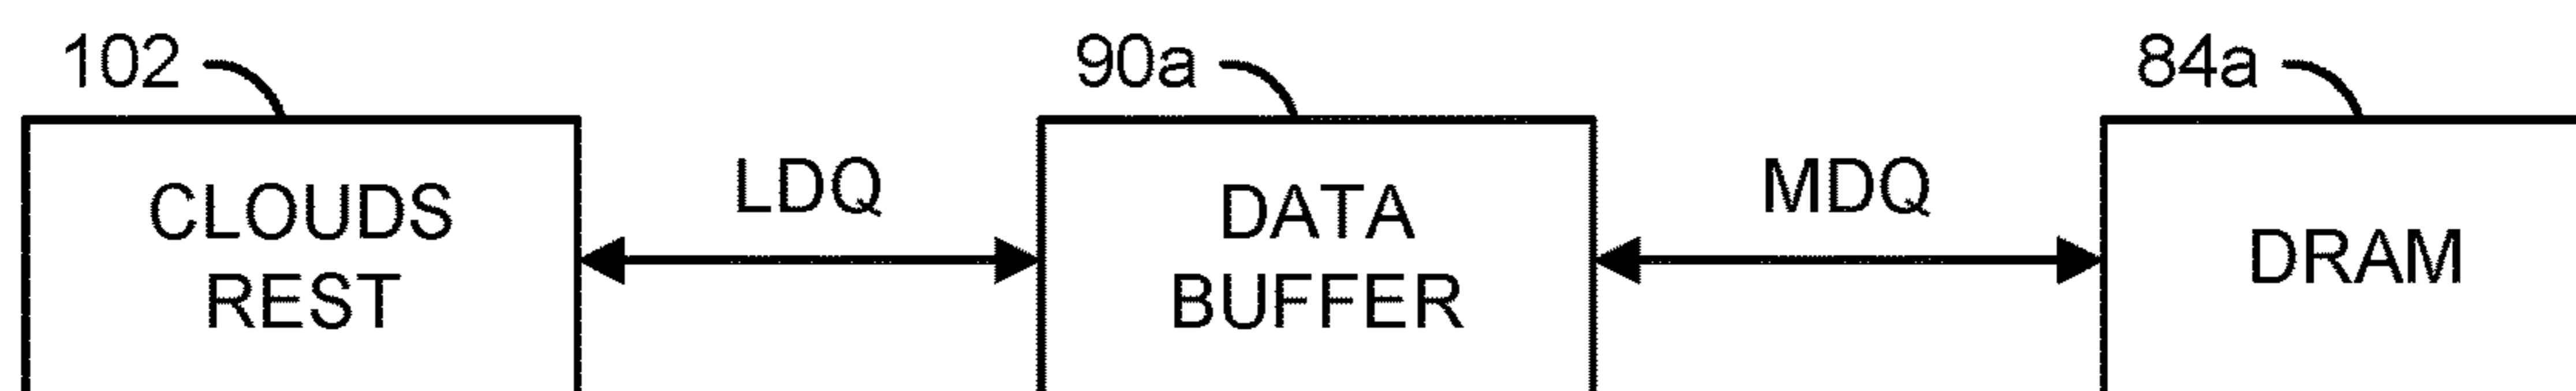 102
90a
84a
CLOUDS
REST
LDQ
DATA
BUFFER
MDQ
DRAM